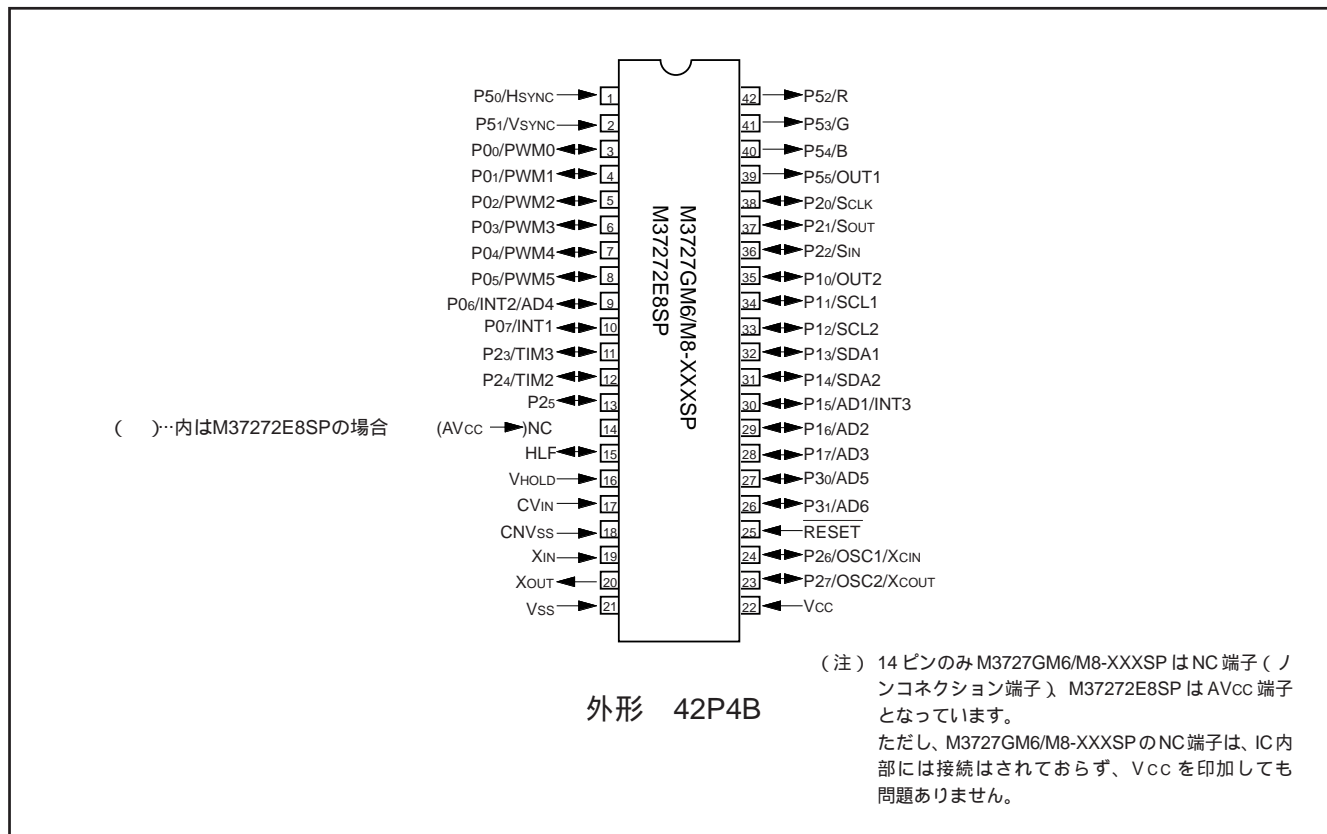 P50/HSYNC 1
P51/VSYNC 2
P00/PWM0 3
P01/PWM1 4
P02/PWM2 5
P03/PWM3 6
P04/PWM4 7
P05/PWM5 8
P06/INT2/AD4 9
P07/INT1 10
P23/TIM3 11
P24/TIM2 12
P25 13
(　)…内はM37272E8SPの場合
(AVCC )NC 14
HLF 15
VHOLD 16
CVIN 17
CNVSS 18
XIN 19
XOUT 20
VSS 21
M3727GM6/M8-XXXSP
M37272E8SP
42 P52/R
41 P53/G
40 P54/B
39 P55/OUT1
38 P20/SCLK
37 P21/SOUT
36 P22/SIN
35 P10/OUT2
34 P11/SCL1
33 P12/SCL2
32 P13/SDA1
31 P14/SDA2
30 P15/AD1/INT3
29 P16/AD2
28 P17/AD3
27 P30/AD5
26 P31/AD6
25 RESET
24 P26/OSC1/XCIN
23 P27/OSC2/XCOUT
22 VCC
外形　42P4B
（注）14ピンのみM3727GM6/M8-XXXSPはNC端子（ノ
ンコネクション端子）、M37272E8SPはAVCC端子
となっています。
ただし、M3727GM6/M8-XXXSPのNC端子は、IC内
部には接続はされておらず、VCCを印加しても
問題ありません。